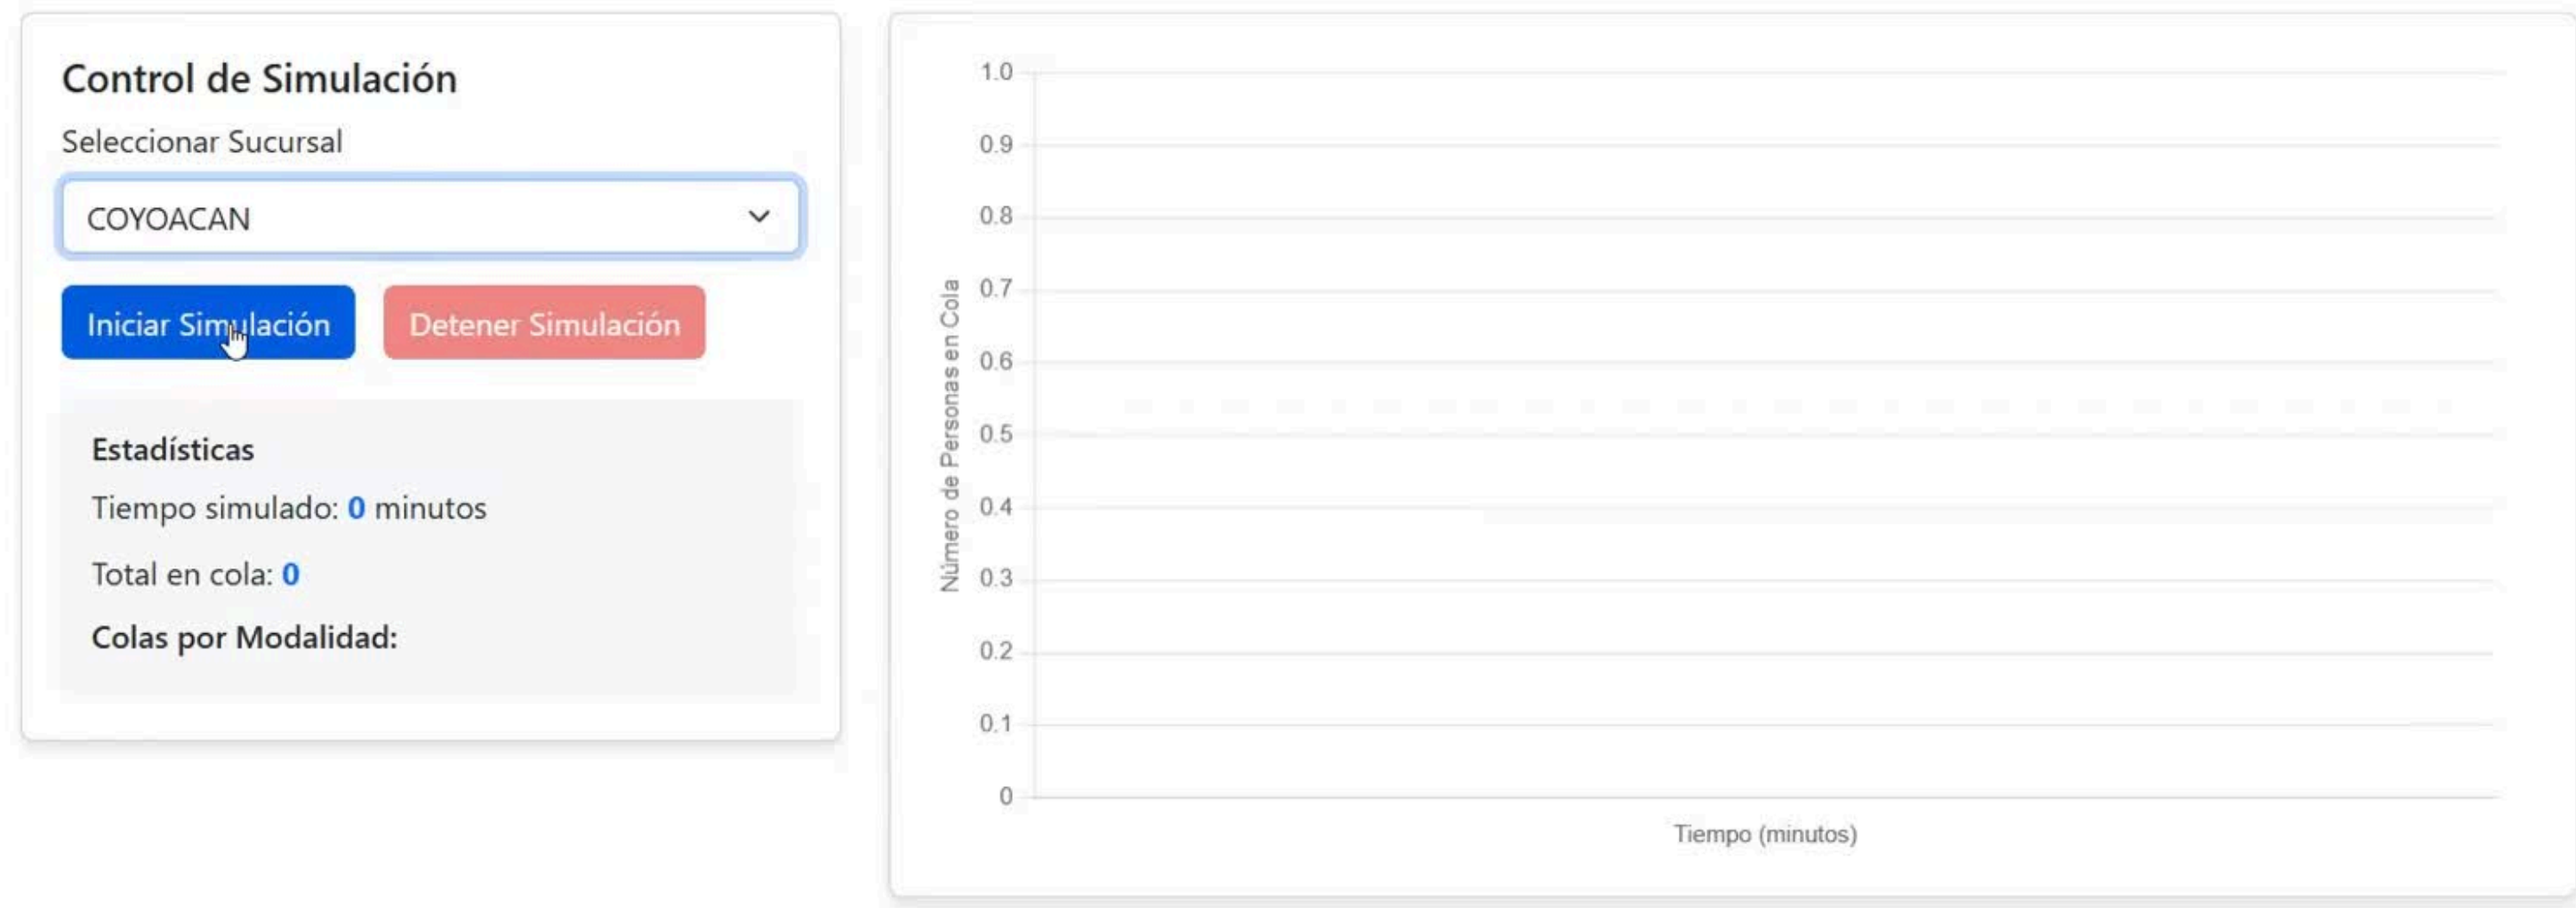 Control de Simulación
Seleccionar Sucursal
COYOACAN
Iniciar Simulación
Detener Simulación
Estadísticas
Tiempo simulado: 0 minutos
Total en cola: 0
Colas por Modalidad:
Número de Personas en Cola
1.0
0.9
0.8
0.7
0.6
0.5
0.4
0.3
0.2
0.1
0
Tiempo (minutos)